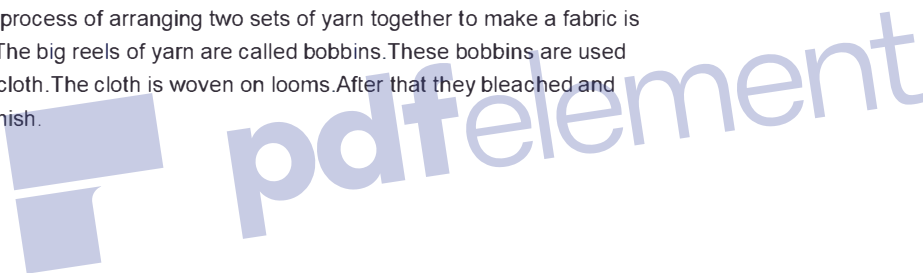 process of arranging two sets of yarn together to make a fabric is
The big reels of yarn are called bobbins.These bobbins are used
cloth.The cloth is woven on looms.After that they bleached and
nish.
pdfelement